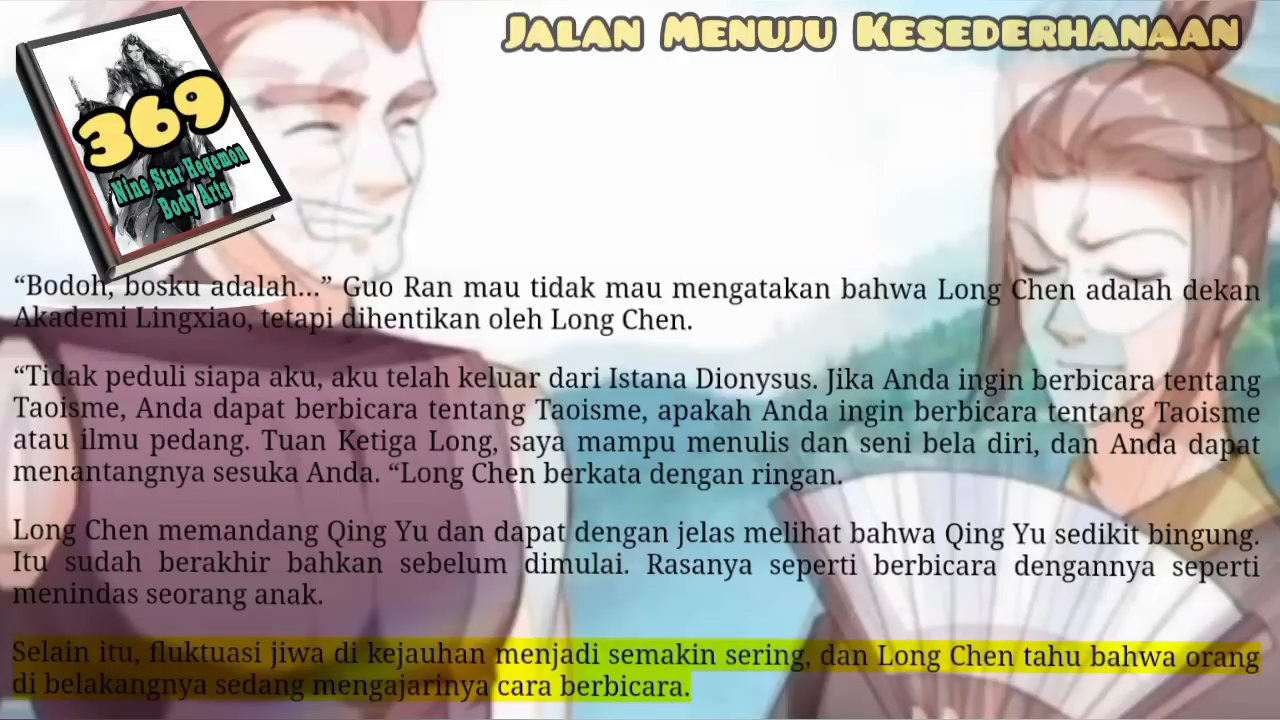 JALAN MENUJU KESEDERHANAAN
369
Nine Star Hegemon
Body Arts
“Bodoh, bosku adalah...” Guo Ran mau tidak mau mengatakan bahwa Long Chen adalah dekan
Akademi Lingxiao, tetapi dihentikan oleh Long Chen.
“Tidak peduli siapa aku, aku telah keluar dari Istana Dionysus. Jika Anda ingin berbicara tentang
Taoisme, Anda dapat berbicara tentang Taoisme, apakah Anda ingin berbicara tentang Taoisme
atau ilmu pedang. Tuan Ketiga Long, saya mampu menulis dan seni bela diri, dan Anda dapat
menantangnya sesuka Anda. “Long Chen berkata dengan ringan.
Long Chen memandang Qing Yu dan dapat dengan jelas melihat bahwa Qing Yu sedikit bingung.
Itu sudah berakhir bahkan sebelum dimulai. Rasanya seperti berbicara dengannya seperti
menindas seorang anak.
Selain itu, fluktuasi jiwa di kejauhan menjadi semakin sering, dan Long Chen tahu bahwa orang
di belakangnya sedang mengajarinya cara berbicara.